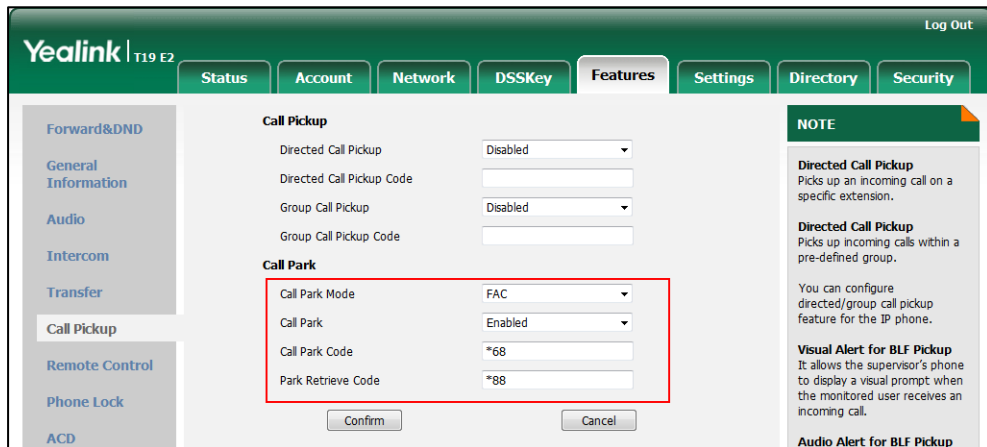 Log Out
Yealink | T19 E2
Status Account Network DSSKey Features Settings Directory Security
Forward&DND
General
Information
Audio
Intercom
Transfer
Call Pickup
Remote Control
Phone Lock
ACD
Call Pickup
Directed Call Pickup Disabled
Directed Call Pickup Code
Group Call Pickup Disabled
Group Call Pickup Code
Call Park
Call Park Mode FAC
Call Park Enabled
Call Park Code *68
Park Retrieve Code *88
Confirm Cancel
NOTE
Directed Call Pickup
Picks up an incoming call on a
specific extension.
Directed Call Pickup
Picks up incoming calls within a
pre-defined group.
You can configure
directed/group call pickup
feature for the IP phone.
Visual Alert for BLF Pickup
It allows the supervisor's phone
to display a visual prompt when
the monitored user receives an
incoming call.
Audio Alert for BLF Pickup